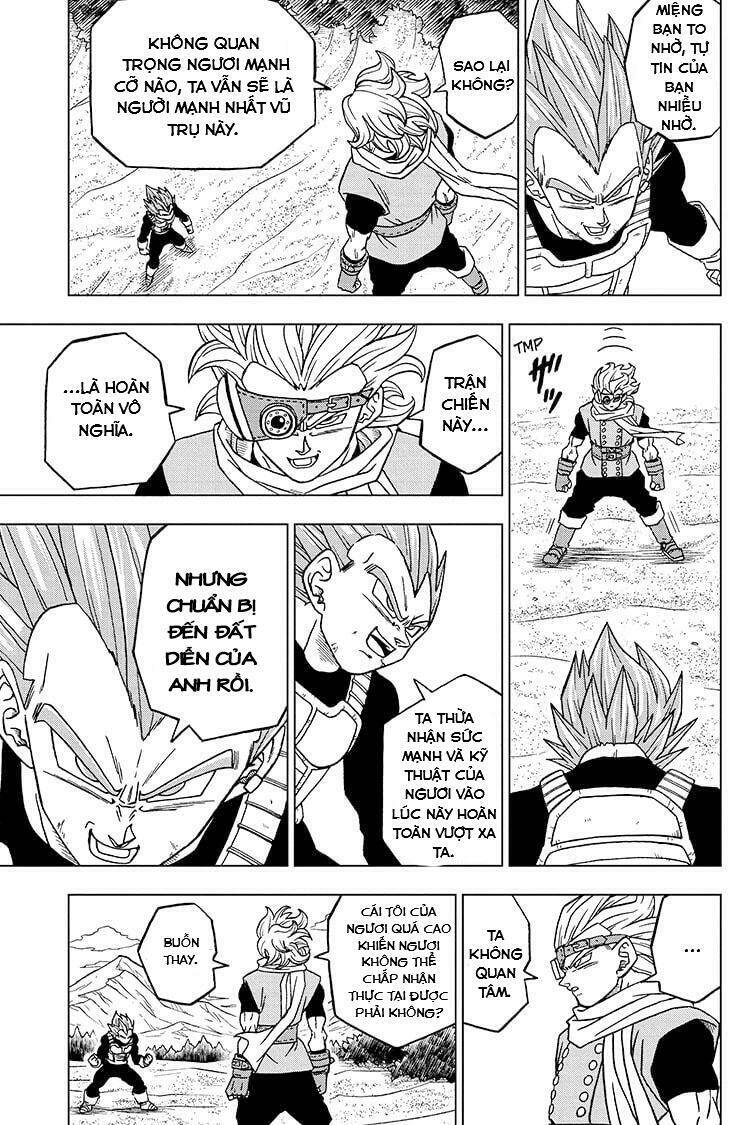 MIỆNG
BẠN TO
NHỞ, TỰ
TIN CỦA
BẠN
NHIỀU
NHỞ.
SAO LẠI
KHÔNG?
KHÔNG QUAN
TRỌNG NGƯƠI MẠNH
CỠ NÀO, TA VẪN SẼ LÀ
NGƯỜI MẠNH NHẤT VŨ
TRỤ NÀY.
TMP
TRẬN
CHIẾN
NÀY...
...LÀ HOÀN
TOÀN VÔ
NGHĨA.
TA THỪA
NHẬN SỨC
MẠNH VÀ KỸ
THUẬT CỦA
NGƯƠI VÀO
LÚC NÀY HOÀN
TOÀN VƯỢT XA
TA.
NHƯNG
CHUẨN BỊ
ĐẾN ĐẤT
DIỄN CỦA
ANH RỒI.
...
TA
KHÔNG
QUAN
TÂM.
CÁI TÔI CỦA
NGƯƠI QUÁ CAO
KHIẾN NGƯƠI
KHÔNG THỂ
CHẤP NHẬN
THỰC TẠI ĐƯỢC
PHẢI KHÔNG?
BUỒN
THAY.